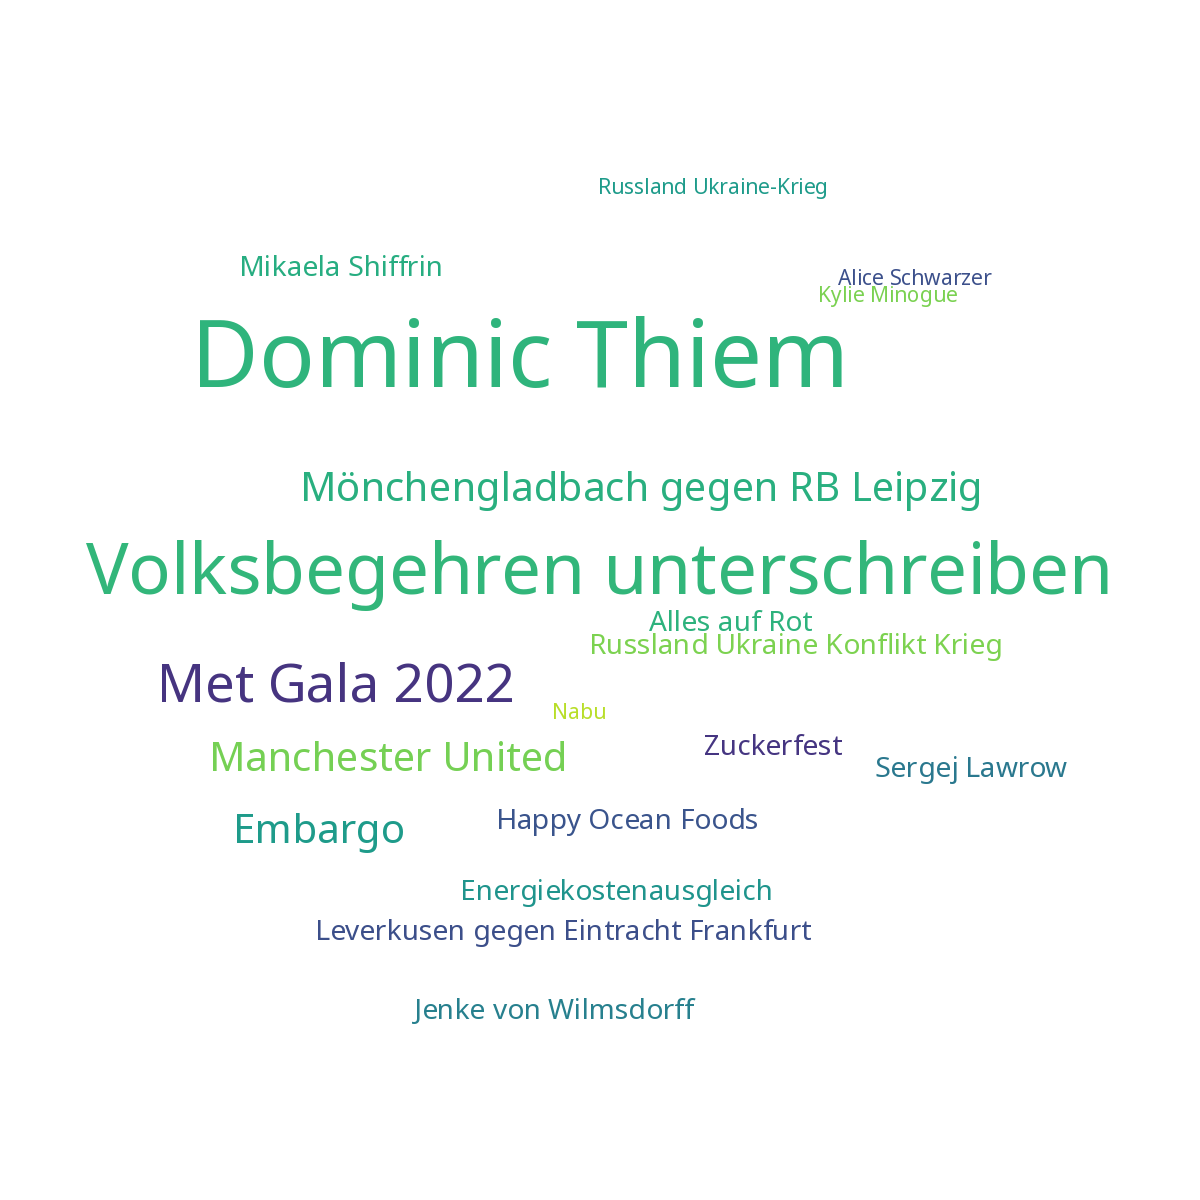 Russland Ukraine-Krieg
Mikaela Shiffrin
Alice Schwarzer
Kylie Minogue
Dominic Thiem
Mönchengladbach gegen RB Leipzig
Volksbegehren unterschreiben
Alles auf Rot
Russland Ukraine Konflikt Krieg
Met Gala 2022
Nabu
Zuckerfest
Manchester United
Sergej Lawrow
Happy Ocean Foods
Embargo
Energiekostenausgleich
Leverkusen gegen Eintracht Frankfurt
Jenke von Wilmsdorff